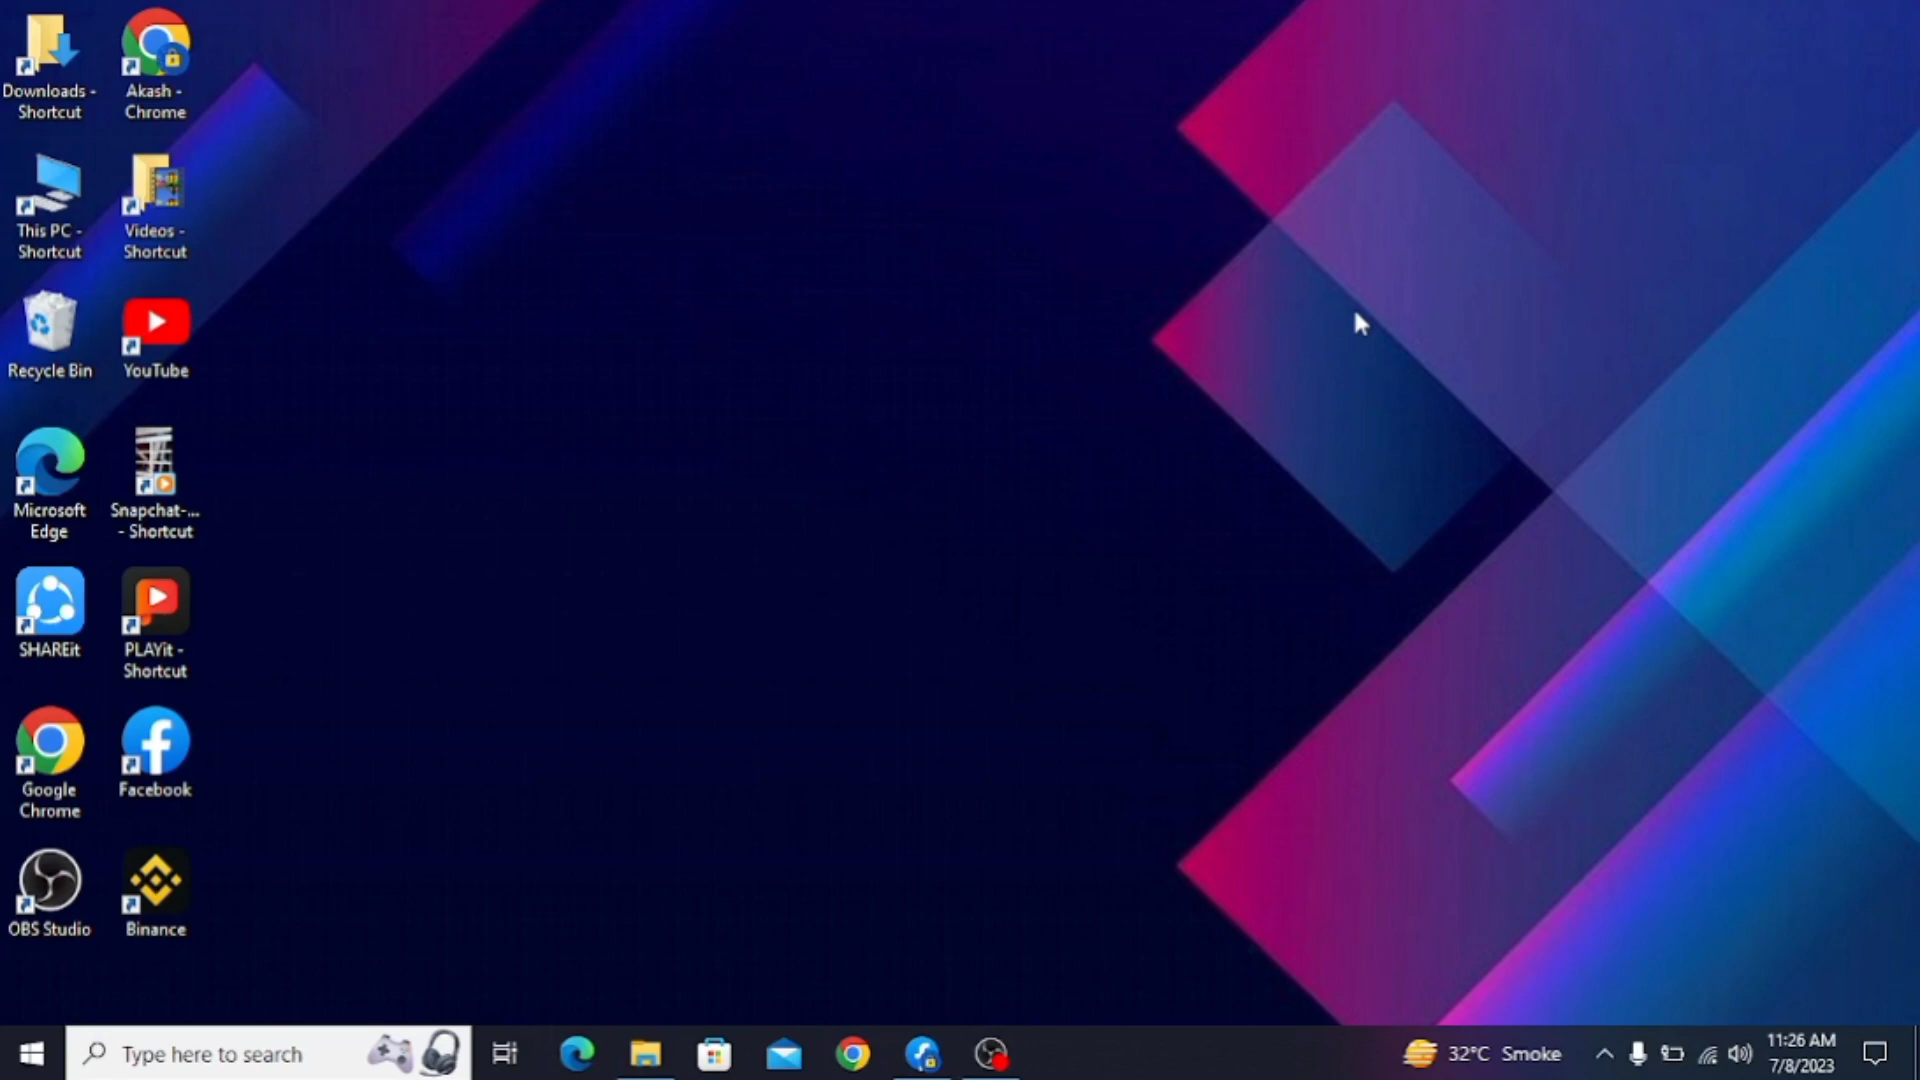 Downloads -
Shortcut
Akash -
Chrome
This PC -
Shortcut
Videos -
Shortcut
Recycle Bin
YouTube
Microsoft
Edge
Snapchat-...
- Shortcut
SHAREit
PLAYit -
Shortcut
Google
Chrome
Facebook
OBS Studio
Binance
Type here to search
32°C Smoke
11:26 AM
7/8/2023